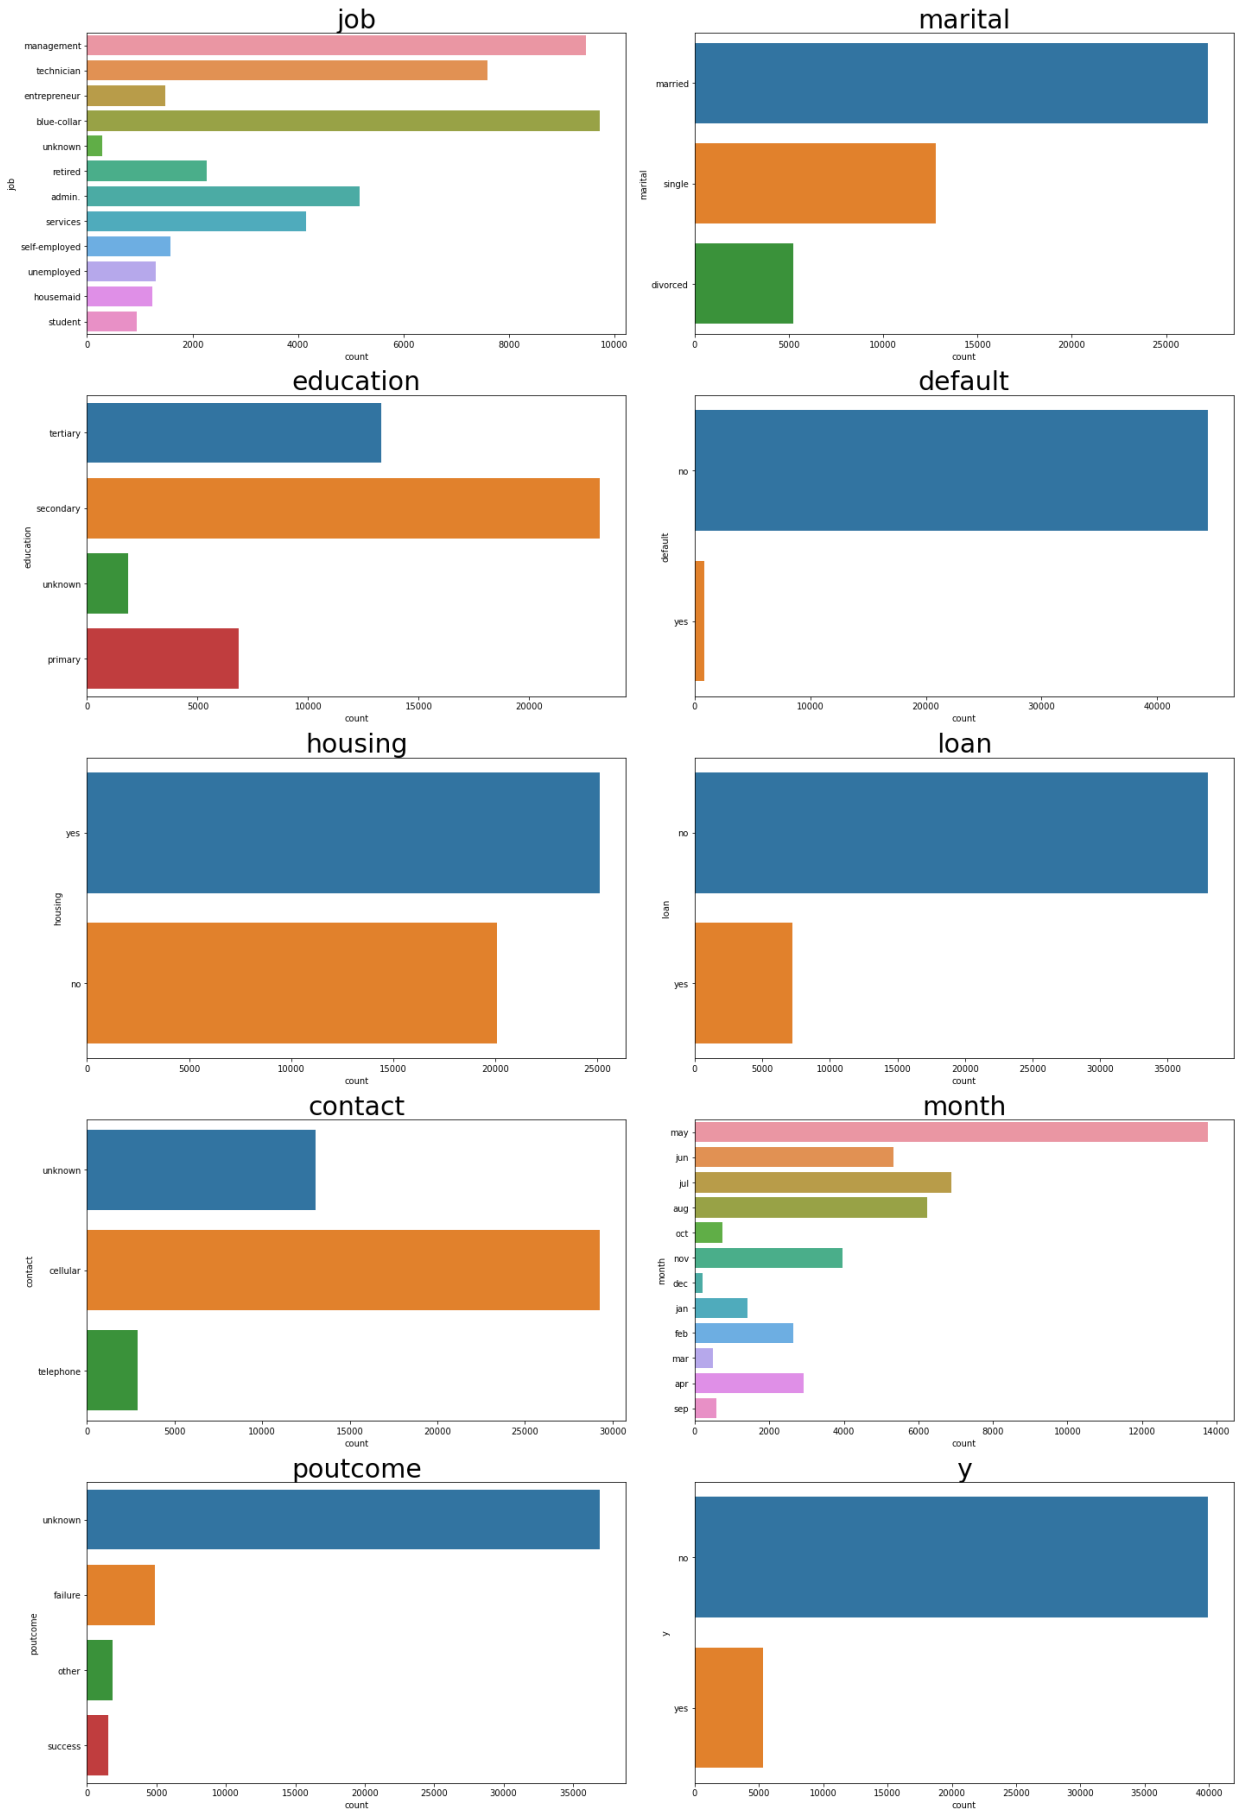 job
management
technician
entrepreneur
blue-collar
unknown
retired
admin.
services
self-employed
unemployed
housemaid
student
job
0 2000 4000 6000 8000 10000
count
marital
married
single
divorced
marital
0 5000 10000 15000 20000 25000
count
education
tertiary
secondary
unknown
primary
education
0 5000 10000 15000 20000
count
default
no
yes
default
0 10000 20000 30000 40000
count
housing
yes
no
housing
0 5000 10000 15000 20000 25000
count
loan
no
yes
loan
0 5000 10000 15000 20000 25000 30000 35000
count
contact
unknown
cellular
telephone
contact
0 5000 10000 15000 20000 25000 30000
count
month
may
jun
jul
aug
oct
nov
dec
jan
feb
mar
apr
sep
month
0 2000 4000 6000 8000 10000 12000 14000
count
poutcome
unknown
failure
other
success
poutcome
0 5000 10000 15000 20000 25000 30000 35000
count
y
no
yes
y
0 5000 10000 15000 20000 25000 30000 35000 40000
count